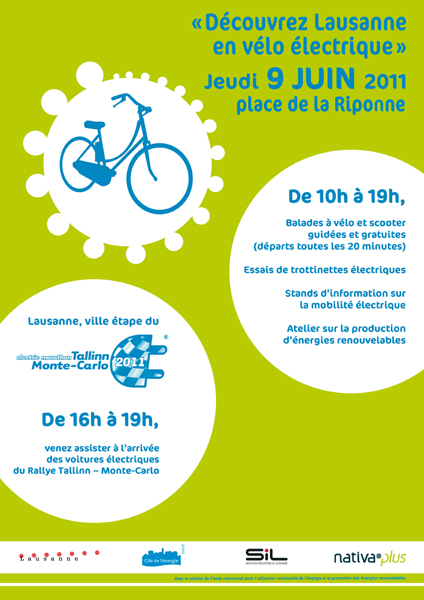 « Découvrez Lausanne
en vélo électrique »
Jeudi 9 JUIN 2011
place de la Riponne
De 10h à 19h,
Balades à vélo et scooter
guidées et gratuites
(départs toutes les 20 minutes)
Essais de trottinettes électriques
Stands d'information sur
la mobilité électrique
Atelier sur la production
d'énergies renouvelables
Lausanne, ville étape du
electric marathon Tallinn
Monte-Carlo 2011
De 16h à 19h,
venez assister à l'arrivée
des voitures électriques
du Rallye Tallinn – Monte-Carlo
Lausanne
Cité de l'énergie
SiL
SERVICES INDUSTRIELS LAUSANNE
nativa plus
Avec le soutien du Fonds communal pour l'utilisation rationnelle de l'énergie et la promotion des énergies renouvelables